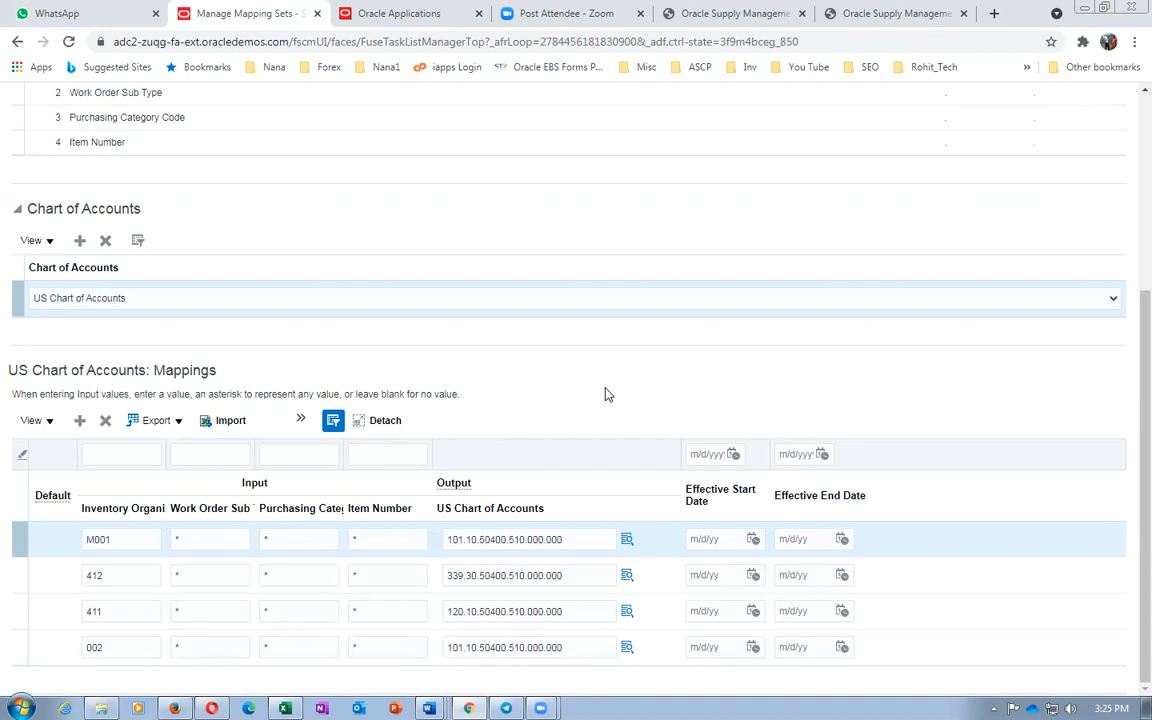 WhatsApp
Manage Mapping Sets - S
Oracle Applications
Post Attendee - Zoom
Oracle Supply Manageme
Oracle Supply Manageme
adc2-zuqg-fa-ext.oracledemos.com/fscmUI/faces/FuseTaskListManagerTop?_afrLoop=2784456181830900&_adf.ctrl-state=3f9m4bceg_850
Apps
Suggested Sites
Bookmarks
Nana
Forex
Nana1
iapps Login
Oracle EBS Forms P...
Misc
ASCP
Inv
You Tube
SEO
Rohit_Tech
»
Other bookmarks
2 Work Order Sub Type
3 Purchasing Category Code
4 Item Number
Chart of Accounts
View
Chart of Accounts
US Chart of Accounts
US Chart of Accounts: Mappings
When entering Input values, enter a value, an asterisk to represent any value, or leave blank for no value.
View Export Import » Detach
m/d/yyy m/d/yyy
Default Input Output Effective Start Date Effective End Date
Inventory Organi Work Order Sub Purchasing Categ Item Number US Chart of Accounts
M001 * * * 101.10.50400.510.000.000 m/d/yy m/d/yy
412 * * * 339.30.50400.510.000.000 m/d/yy m/d/yy
411 * * * 120.10.50400.510.000.000 m/d/yy m/d/yy
002 * * * 101.10.50400.510.000.000 m/d/yy m/d/yy
3:25 PM